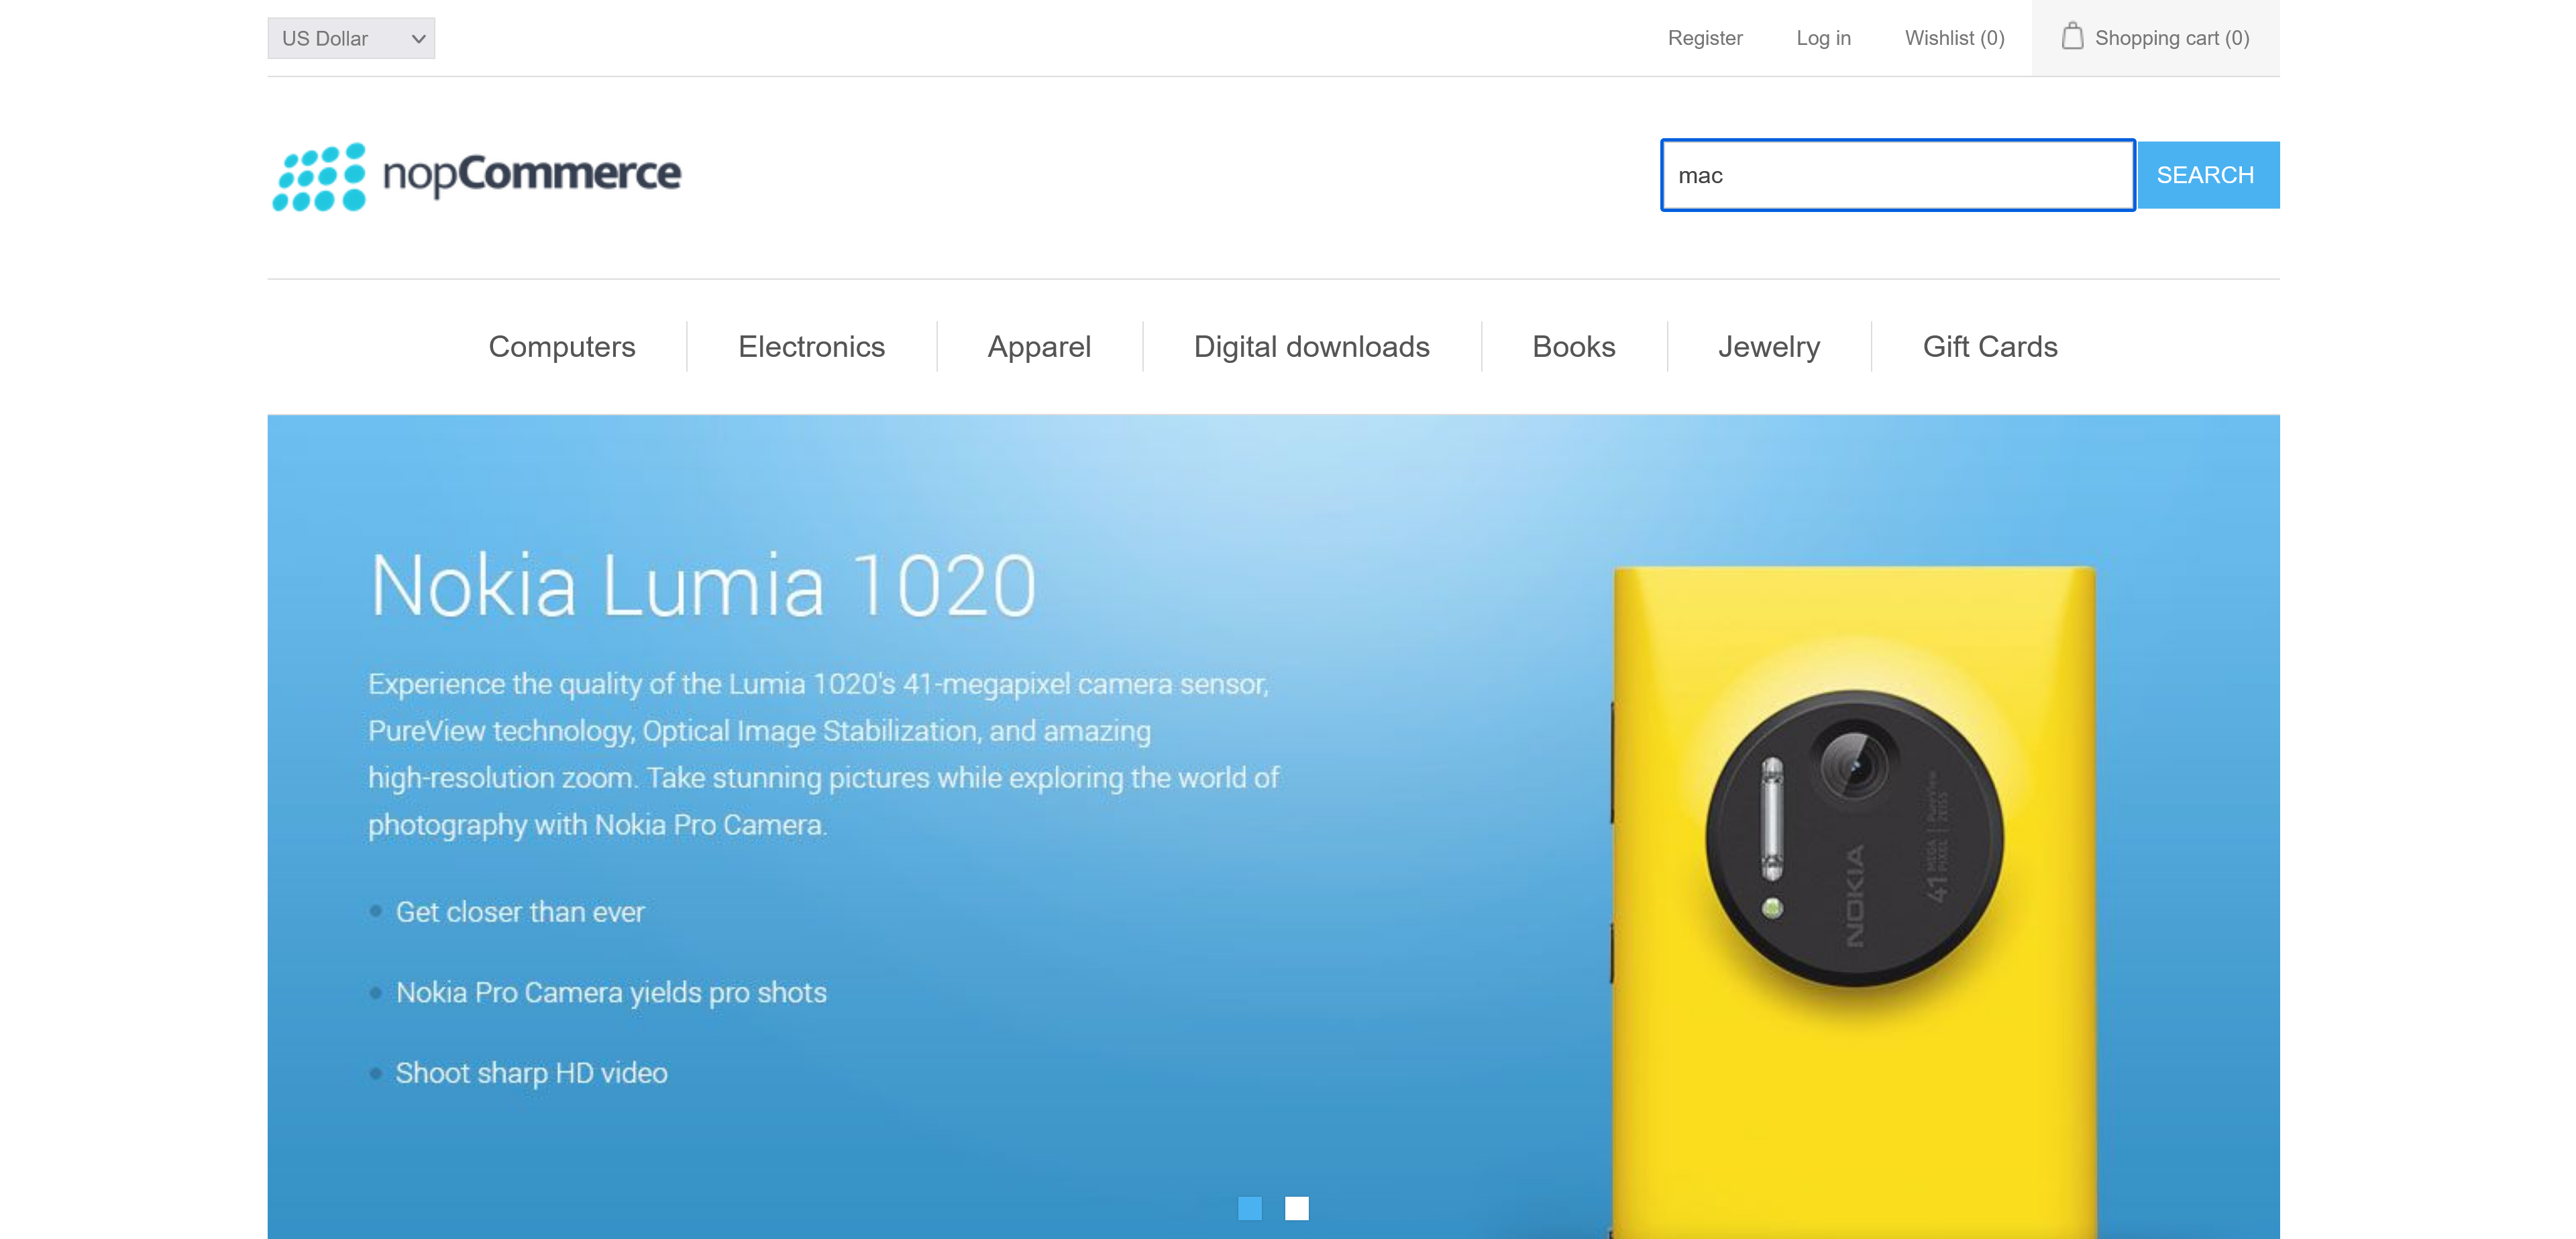 US Dollar
Register
Log in
Wishlist (0)
Shopping cart (0)
nopCommerce
mac
SEARCH
Computers
Electronics
Apparel
Digital downloads
Books
Jewelry
Gift Cards
Nokia Lumia 1020
Experience the quality of the Lumia 1020's 41-megapixel camera sensor,
PureView technology, Optical Image Stabilization, and amazing
high-resolution zoom. Take stunning pictures while exploring the world of
photography with Nokia Pro Camera.
Get closer than ever
Nokia Pro Camera yields pro shots
Shoot sharp HD video
NOKIA
41 MEGA PIXEL | PureView ZEISS